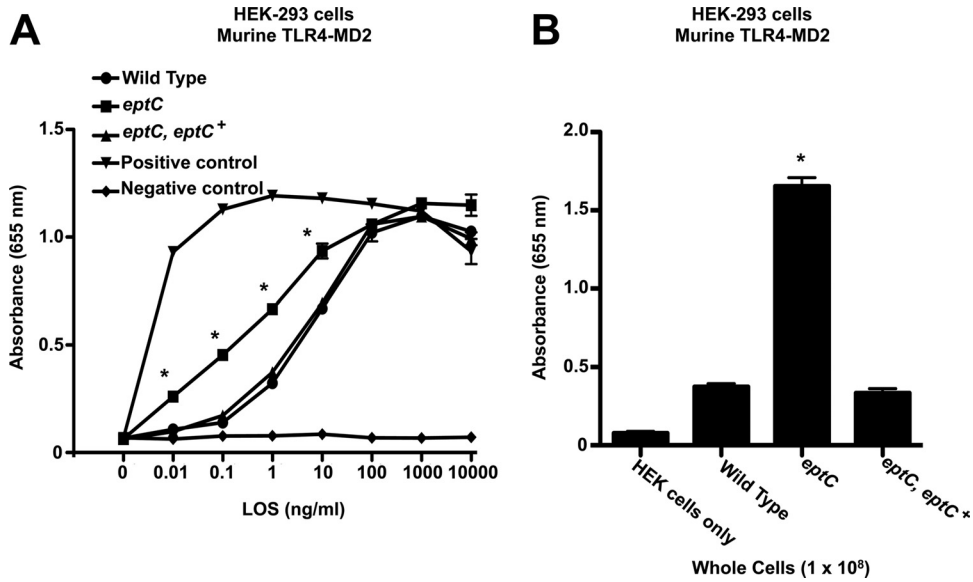 A
HEK-293 cells
Murine TLR4-MD2
Wild Type
eptC
eptC, eptC +
Positive control
Negative control
1.5
1.0
0.5
0
Absorbance (655 nm)
0 0.01 0.1 1 10 100 1000 10000
LOS (ng/ml)
* * * *
B
HEK-293 cells
Murine TLR4-MD2
2.0
1.5
1.0
0.5
0
Absorbance (655 nm)
*
HEK cells only
Wild Type
eptC
eptC, eptC +
Whole Cells (1 x 10⁸)